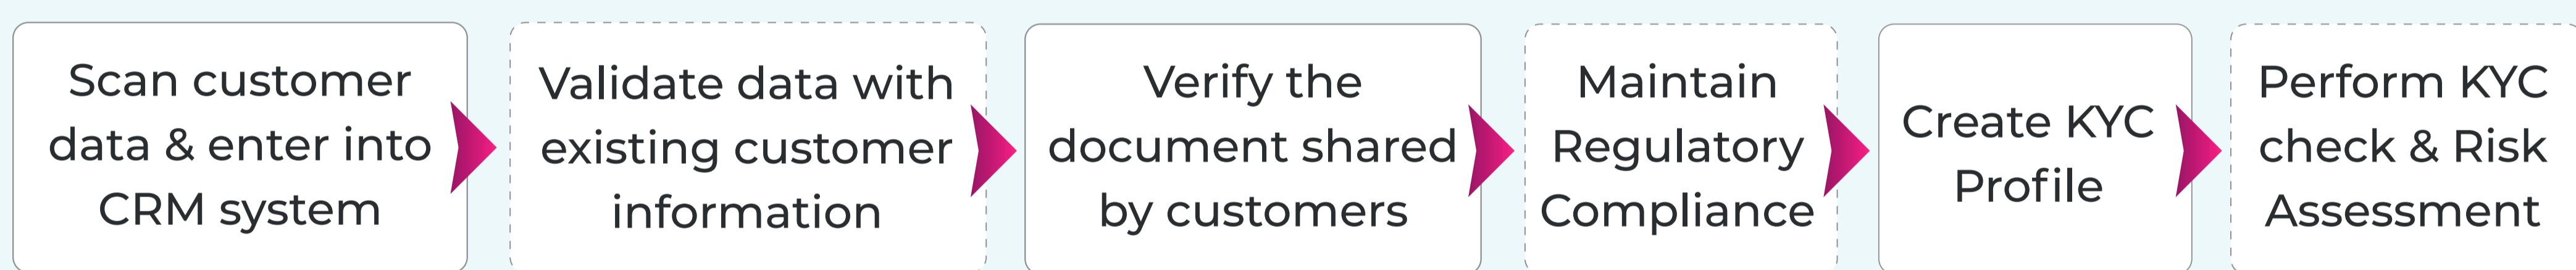 Scan customer
data & enter into
CRM system
Validate data with
existing customer
information
Verify the
document shared
by customers
Maintain
Regulatory
Compliance
Create KYC
Profile
Perform KYC
check & Risk
Assessment